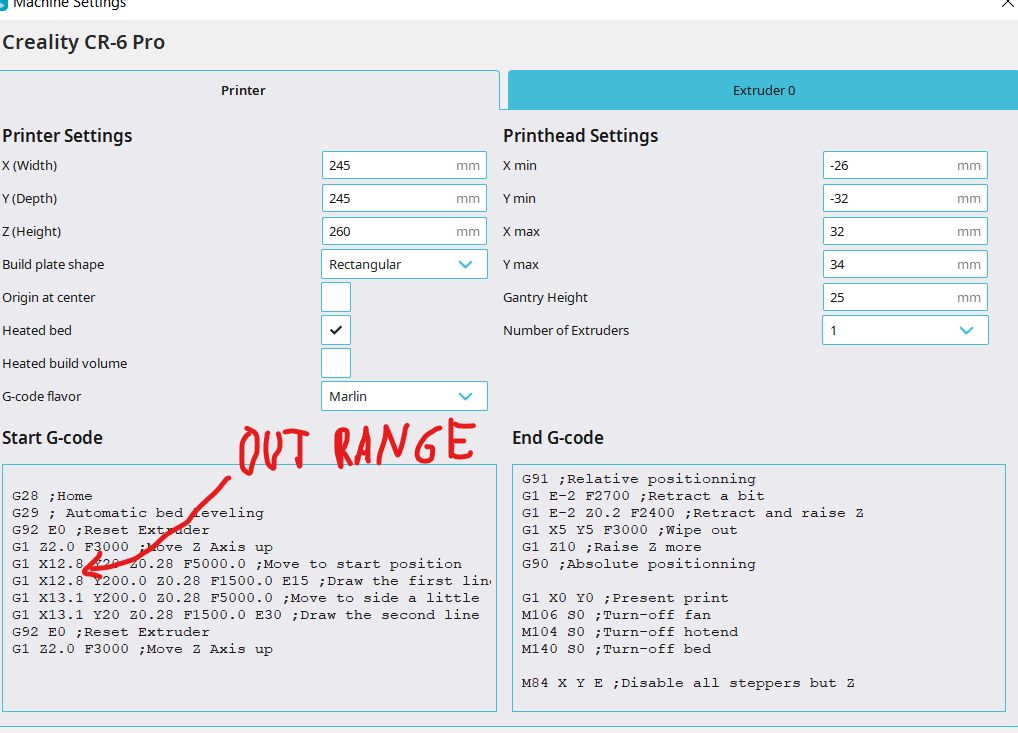 Machine Settings
Creality CR-6 Pro
Printer
Extruder 0
Printer Settings
X (Width)
245 mm
Y (Depth)
245 mm
Z (Height)
260 mm
Build plate shape
Rectangular
Origin at center
Heated bed
Heated build volume
G-code flavor
Marlin
Printhead Settings
X min
-26 mm
Y min
-32 mm
X max
32 mm
Y max
34 mm
Gantry Height
25 mm
Number of Extruders
1
OUT RANGE
Start G-code
G28 ;Home
G29 ; Automatic bed leveling
G92 E0 ;Reset Extruder
G1 Z2.0 F3000 ;Move Z Axis up
G1 X12.8 Y20 Z0.28 F5000.0 ;Move to start position
G1 X12.8 Y200.0 Z0.28 F1500.0 E15 ;Draw the first lin
G1 X13.1 Y200.0 Z0.28 F5000.0 ;Move to side a little
G1 X13.1 Y20 Z0.28 F1500.0 E30 ;Draw the second line
G92 E0 ;Reset Extruder
G1 Z2.0 F3000 ;Move Z Axis up
End G-code
G91 ;Relative positionning
G1 E-2 F2700 ;Retract a bit
G1 E-2 Z0.2 F2400 ;Retract and raise Z
G1 X5 Y5 F3000 ;Wipe out
G1 Z10 ;Raise Z more
G90 ;Absolute positionning
G1 X0 Y0 ;Present print
M106 S0 ;Turn-off fan
M104 S0 ;Turn-off hotend
M140 S0 ;Turn-off bed
M84 X Y E ;Disable all steppers but Z